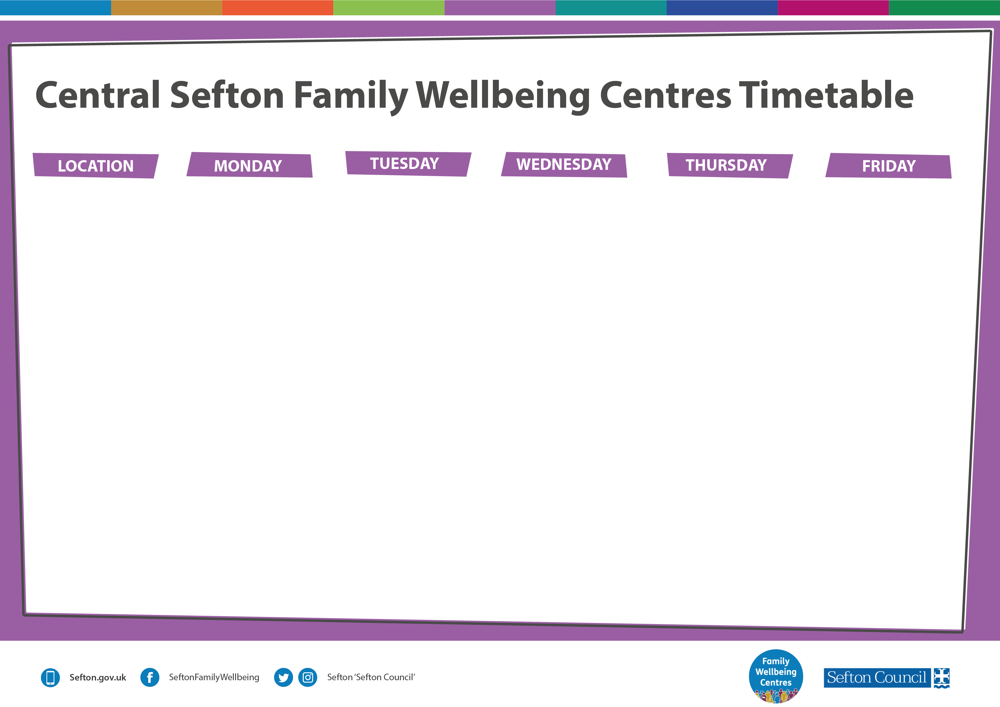 Central Sefton Family Wellbeing Centres Timetable
LOCATION MONDAY TUESDAY WEDNESDAY THURSDAY FRIDAY
Sefton.gov.uk SeftonFamilyWellbeing Sefton ‘Sefton Council’
Family
Wellbeing
Centres
Sefton Council